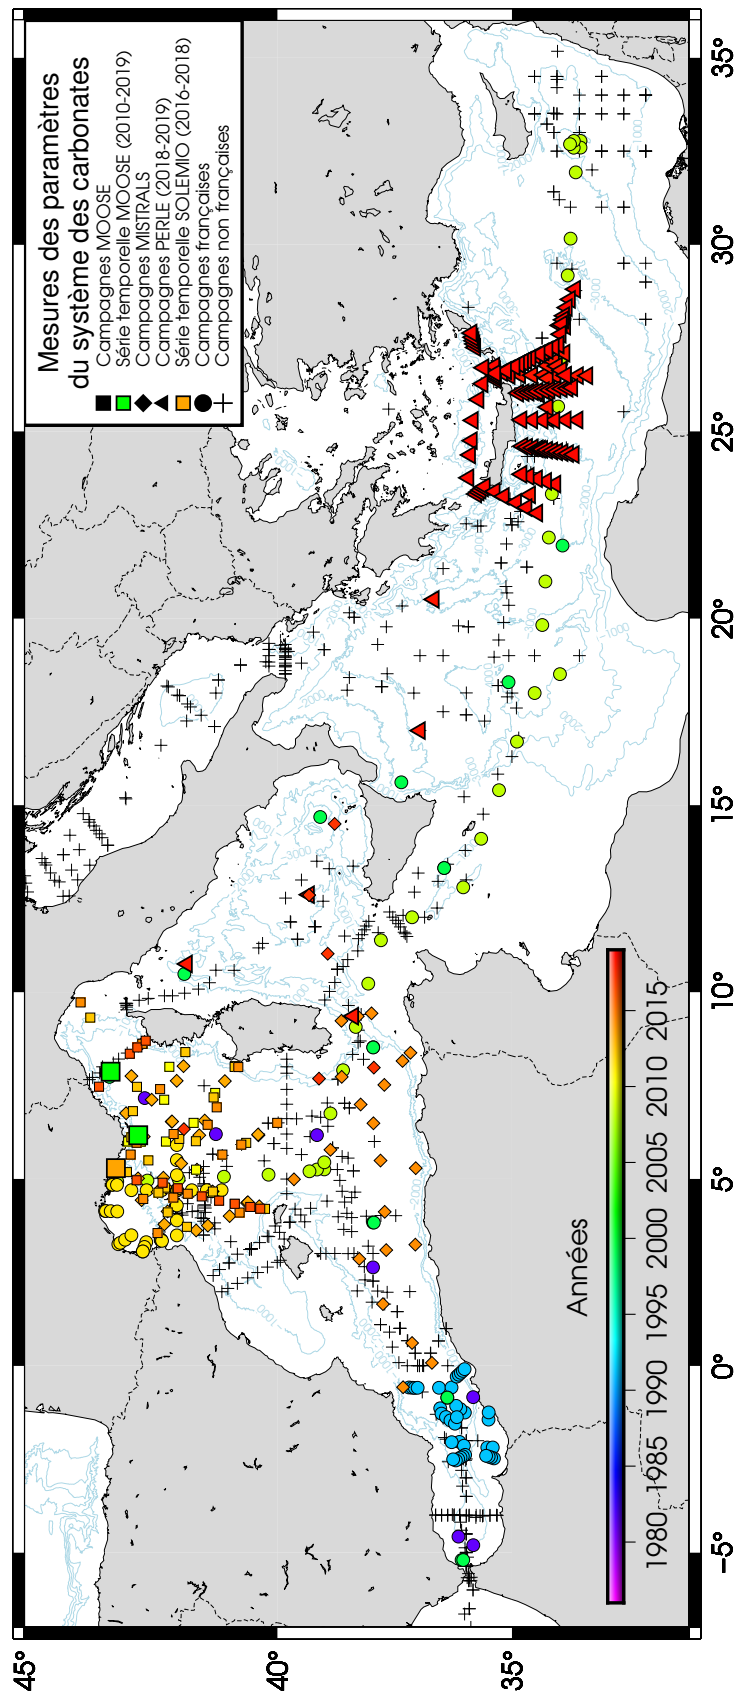 Mesures des paramètres
du système des carbonates
Campagnes MOOSE
Série temporelle MOOSE (2010-2019)
Campagnes MISTRALS
Campagnes PERLE (2018-2019)
Série temporelle SOLEMIO (2016-2018)
Campagnes françaises
Campagnes non françaises
Années
1980 1985 1990 1995 2000 2005 2010 2015
45°
40°
35°
-5° 0° 5° 10° 15° 20° 25° 30° 35°